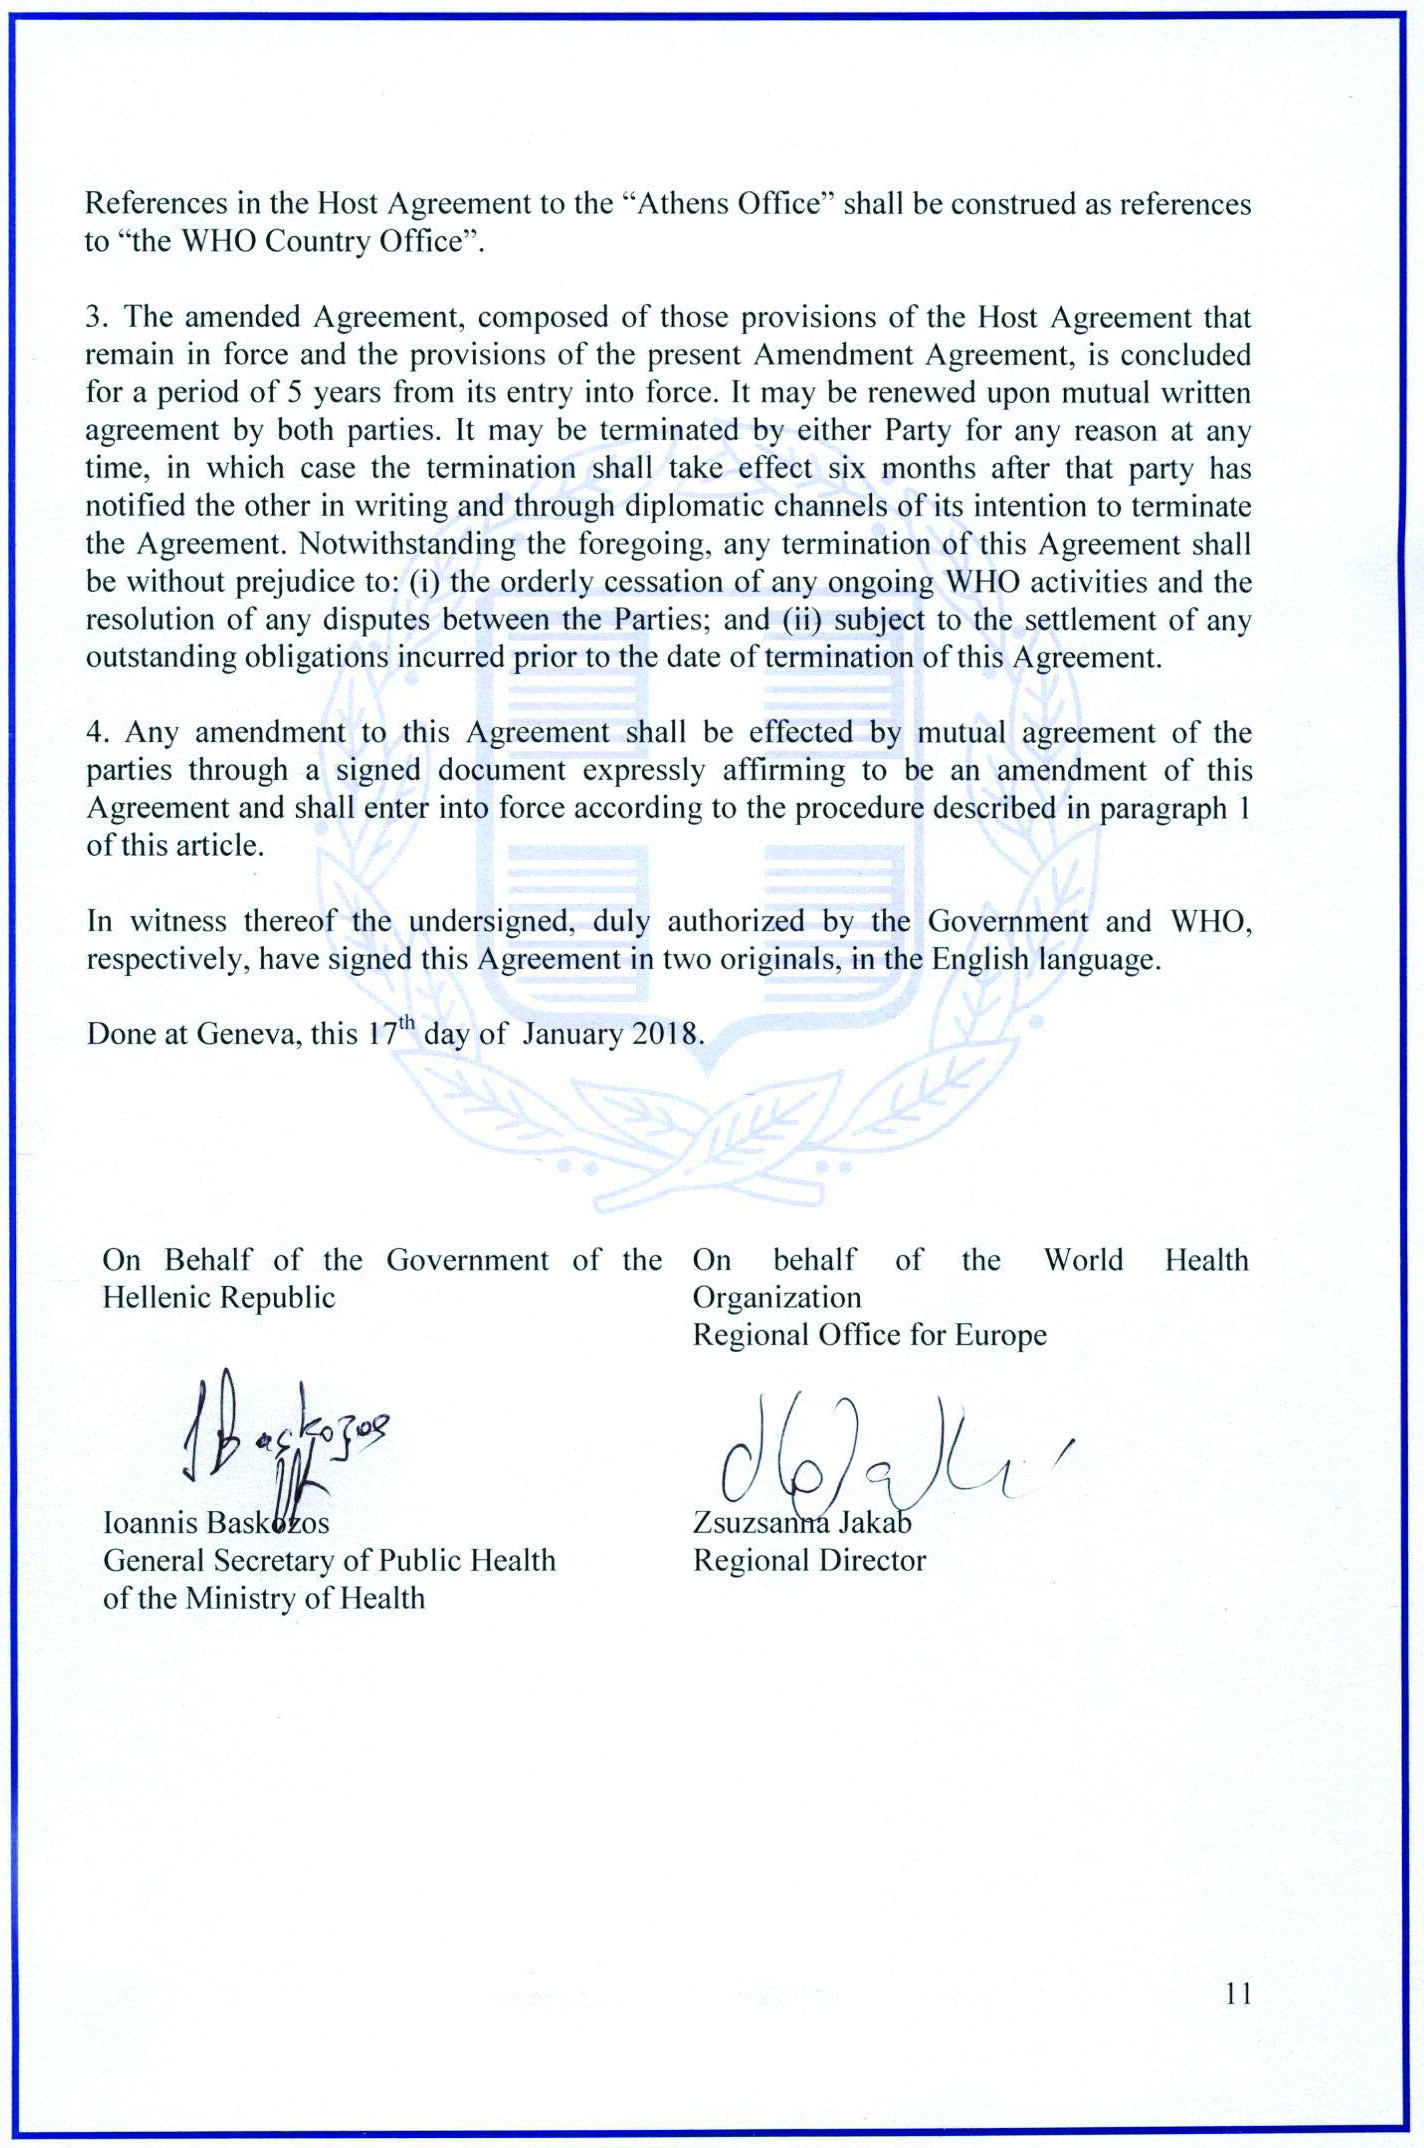 References in the Host Agreement to the “Athens Office” shall be construed as references
to “the WHO Country Office”.
3. The amended Agreement, composed of those provisions of the Host Agreement that
remain in force and the provisions of the present Amendment Agreement, is concluded
for a period of 5 years from its entry into force. It may be renewed upon mutual written
agreement by both parties. It may be terminated by either Party for any reason at any
time, in which case the termination shall take effect six months after that party has
notified the other in writing and through diplomatic channels of its intention to terminate
the Agreement. Notwithstanding the foregoing, any termination of this Agreement shall
be without prejudice to: (i) the orderly cessation of any ongoing WHO activities and the
resolution of any disputes between the Parties; and (ii) subject to the settlement of any
outstanding obligations incurred prior to the date of termination of this Agreement.
4. Any amendment to this Agreement shall be effected by mutual agreement of the
parties through a signed document expressly affirming to be an amendment of this
Agreement and shall enter into force according to the procedure described in paragraph 1
of this article.
In witness thereof the undersigned, duly authorized by the Government and WHO,
respectively, have signed this Agreement in two originals, in the English language.
Done at Geneva, this 17th day of January 2018.
On Behalf of the Government of the
Hellenic Republic
J Baskozos
Ioannis Baskozos
General Secretary of Public Health
of the Ministry of Health
On behalf of the World Health
Organization
Regional Office for Europe
Zsuzsanna Jakab
Regional Director
11